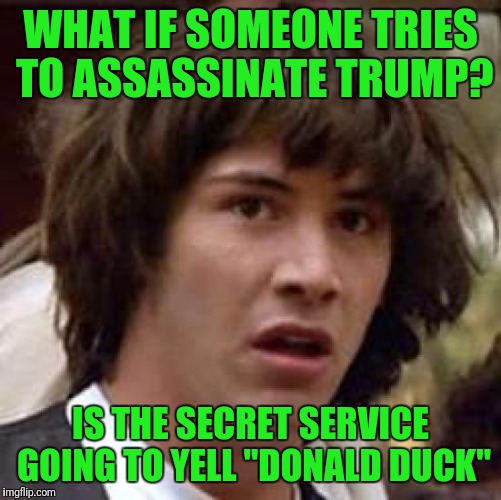 WHAT IF SOMEONE TRIES
TO ASSASSINATE TRUMP?
IS THE SECRET SERVICE
GOING TO YELL "DONALD DUCK"
imgflip.com